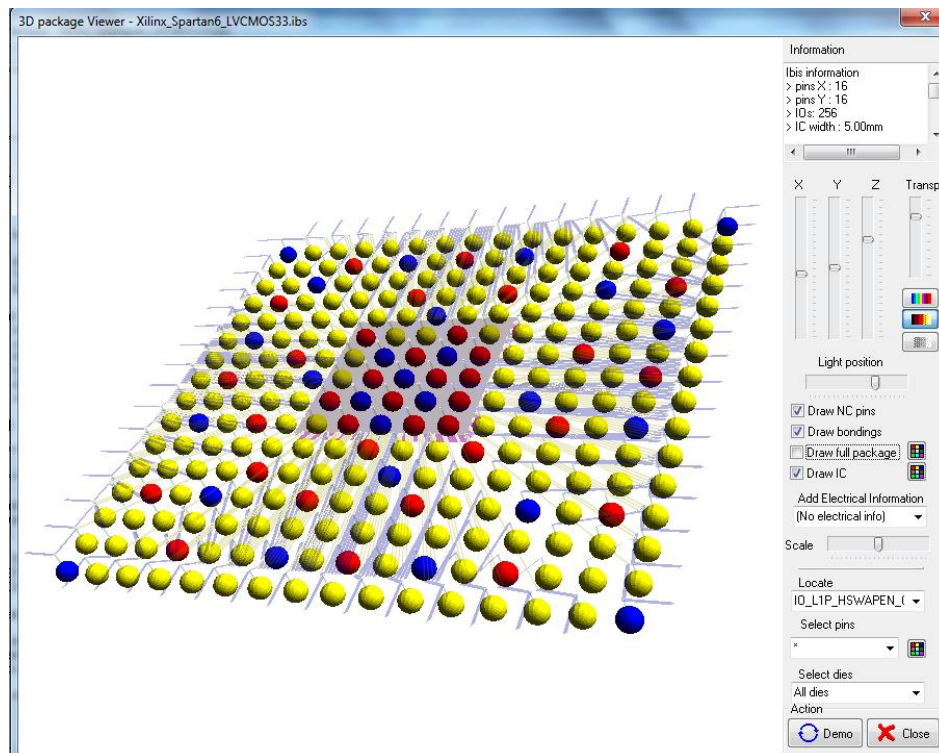 3D package Viewer - Xilinx_Spartan6_LVCMOS33.ibs
Information
Ibis information
> pins X : 16
> pins Y : 16
> IOs: 256
> IC width : 5.00mm
X Y Z Transp
Light position
Draw NC pins
Draw bondings
Draw full package
Draw IC
Add Electrical Information
(No electrical info)
Scale
Locate
IO_L1P_HSWAPEN_(
Select pins
*
Select dies
All dies
Action
Demo Close